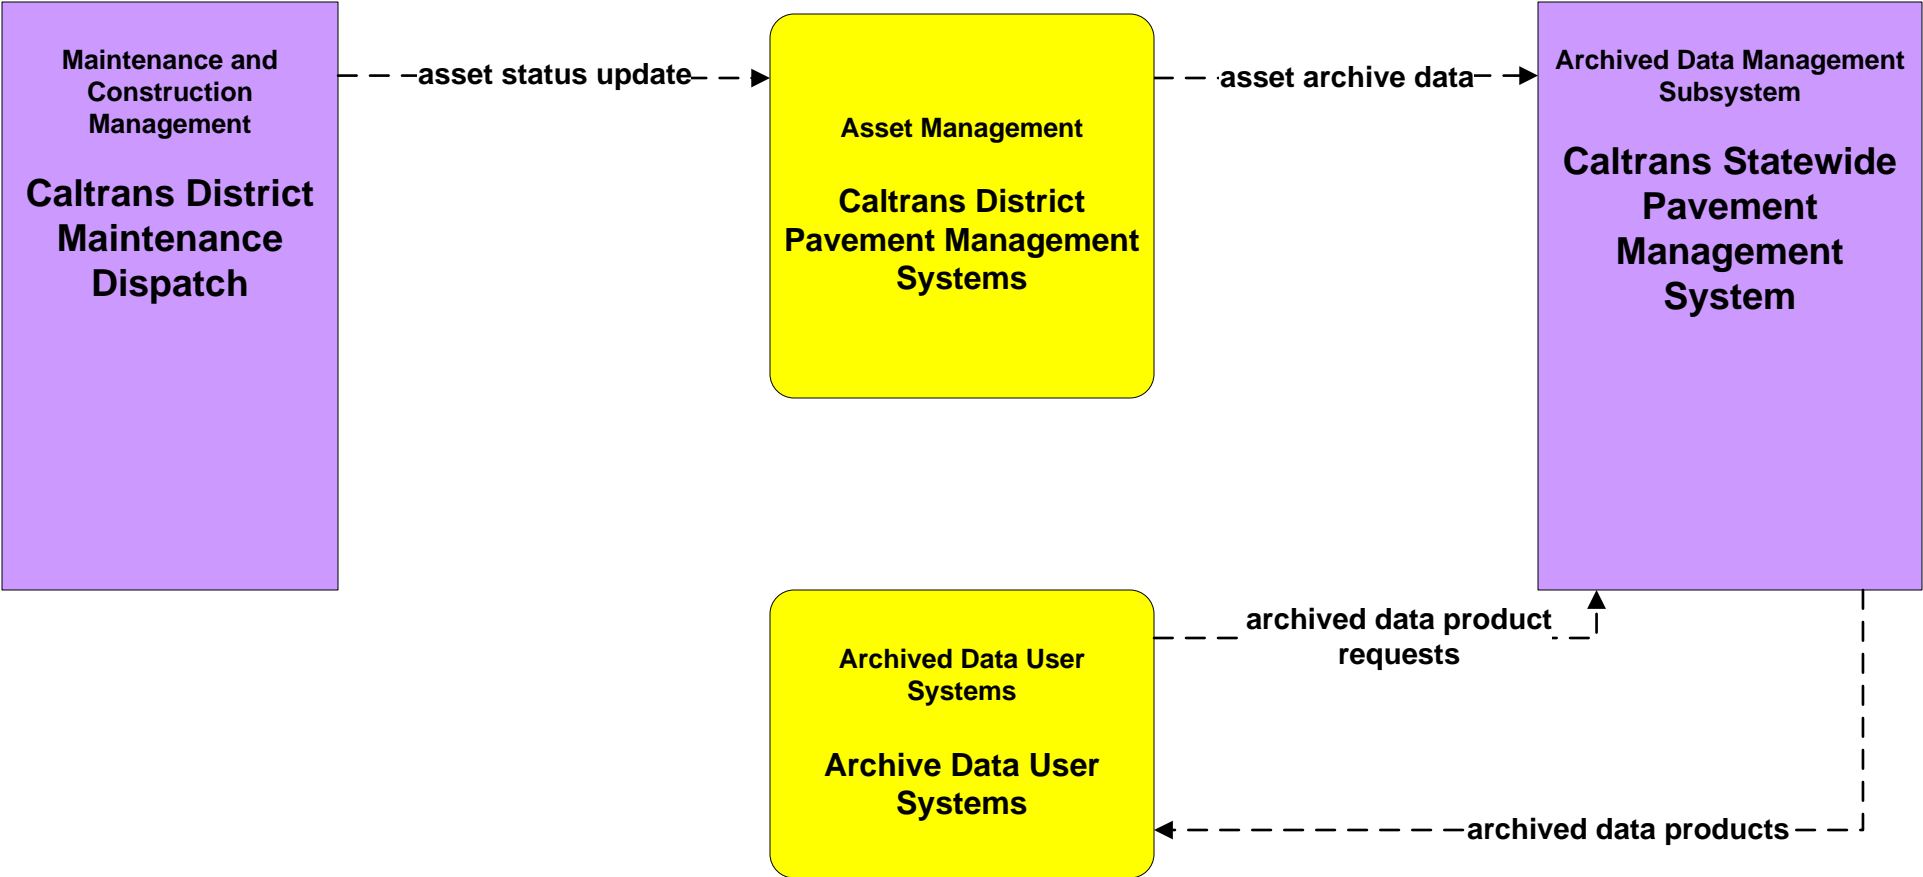 Maintenance and
Construction
Management
Caltrans District
Maintenance
Dispatch
asset status update
Asset Management
Caltrans District
Pavement Management
Systems
asset archive data
Archived Data Management
Subsystem
Caltrans Statewide
Pavement
Management
System
Archived Data User
Systems
Archive Data User
Systems
archived data product
requests
archived data products